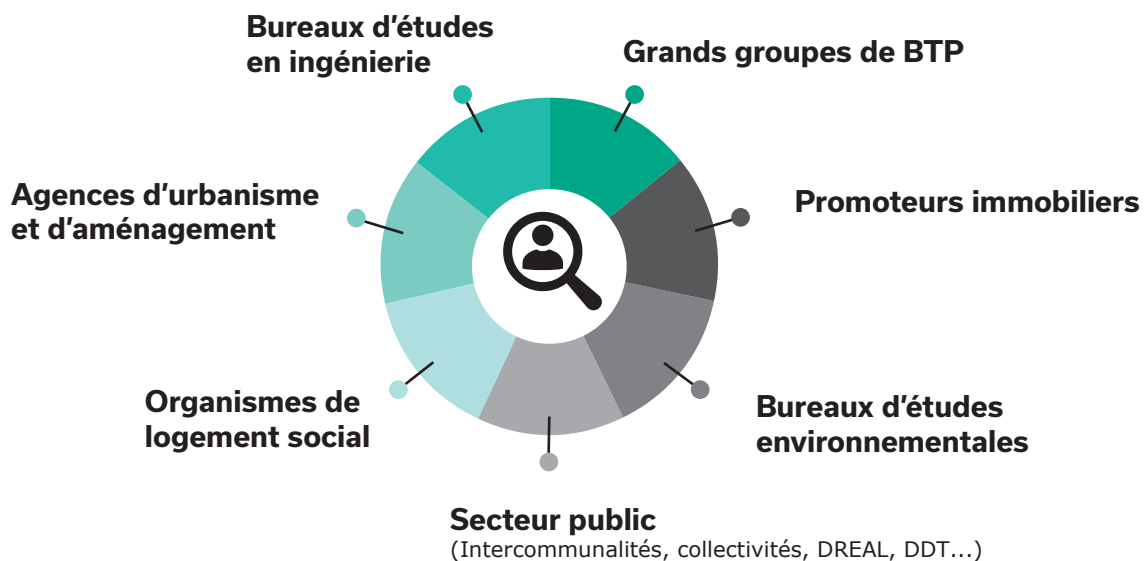 Bureaux d'études
en ingénierie
Grands groupes de BTP
Agences d'urbanisme
et d'aménagement
Promoteurs immobiliers
Organismes de
logement social
Bureaux d'études
environnementales
Secteur public
(Intercommunalités, collectivités, DREAL, DDT...)